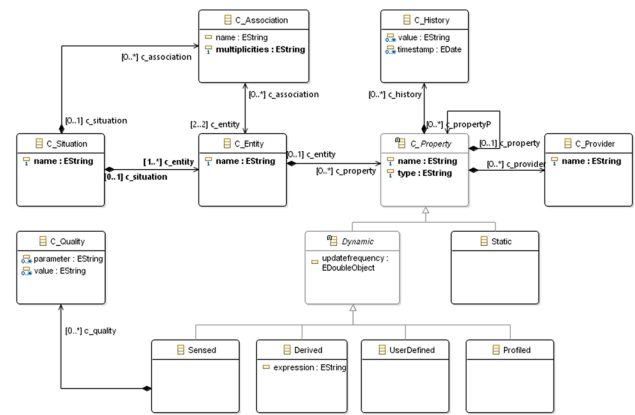 C_Association
name : EString
multiplicities : EString
C_History
value : EString
timestamp : EDate
[0..*] c_association
[0..*] c_association
[0..*] c_history
[0..1] c_situation
[2..2] c_entity
[0..*] c_propertyP
C_Situation
name : EString
[1..*] c_entity
[0..1] c_situation
C_Entity
name : EString
[0..1] c_entity
[0..*] c_property
C_Property
name : EString
type : EString
[0..1] c_property
[0..*] c_provider
C_Provider
name : EString
C_Quality
parameter : EString
value : EString
Dynamic
updatefrequency :
EDoubleObject
Static
[0..*] c_quality
Sensed
Derived
expression : EString
UserDefined
Profiled